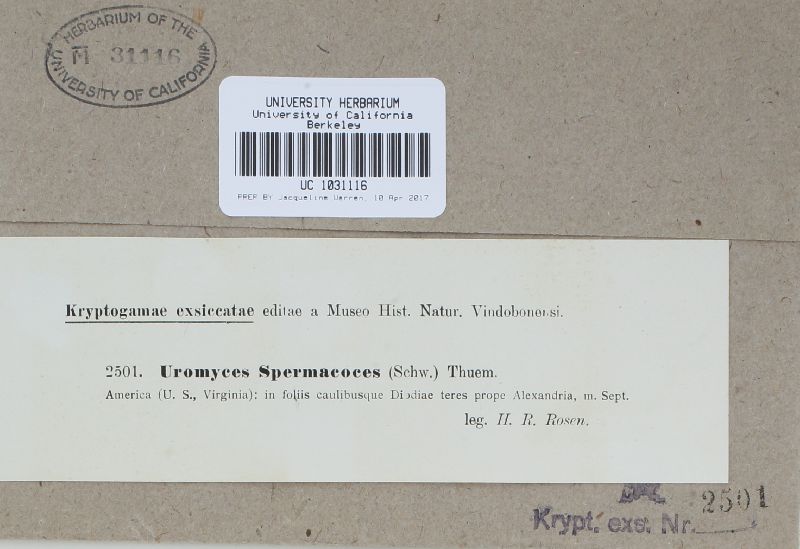 HERBARIUM OF THE
M 31116
UNIVERSITY OF CALIFORNIA
UNIVERSITY HERBARIUM
University of California
Berkeley
UC 1031116
PREP BY Jacqueline Warren, 10 Apr 2017
Kryptogamae exsiccatae editae a Museo Hist. Natur. Vindobonensi.
2501. Uromyces Spermacoces (Schw.) Thuem.
America (U. S., Virginia): in foliis caulibusque Diodiae teres prope Alexandria, m. Sept.
leg. H. R. Rosen.
Krypt. exs. Nr. 2501